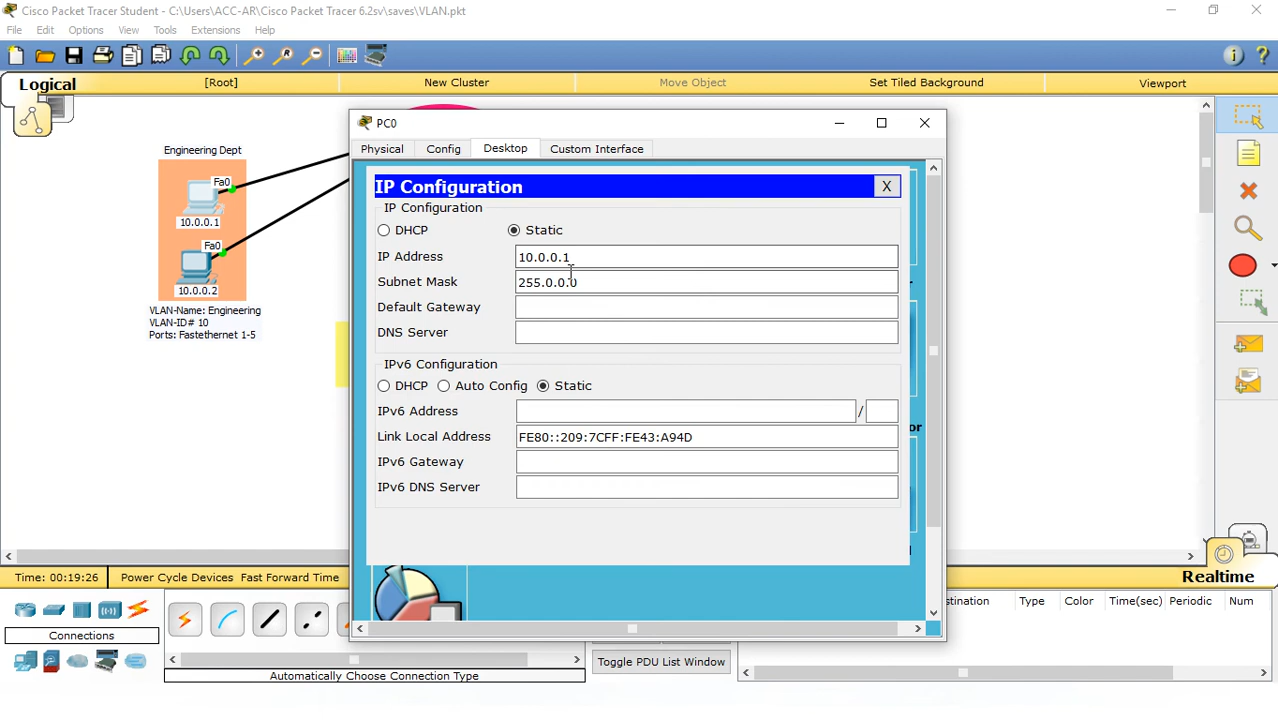 Cisco Packet Tracer Student - C:\Users\ACC-AR\Cisco Packet Tracer 6.2sv\saves\VLAN.pkt
File Edit Options View Tools Extensions Help
Logical [Root] New Cluster Move Object Set Tiled Background Viewport
Engineering Dept
Fa0
10.0.0.1
Fa0
10.0.0.2
VLAN-Name: Engineering
VLAN-ID# 10
Ports: Fastethernet 1-5
PC0
Physical Config Desktop Custom Interface
IP Configuration X
IP Configuration
DHCP Static
IP Address 10.0.0.1
Subnet Mask 255.0.0.0
Default Gateway
DNS Server
IPv6 Configuration
DHCP Auto Config Static
IPv6 Address /
Link Local Address FE80::209:7CFF:FE43:A94D
IPv6 Gateway
IPv6 DNS Server
Time: 00:19:26 Power Cycle Devices Fast Forward Time
Realtime
Connections
Automatically Choose Connection Type
Toggle PDU List Window
Type Color Time(sec) Periodic Num